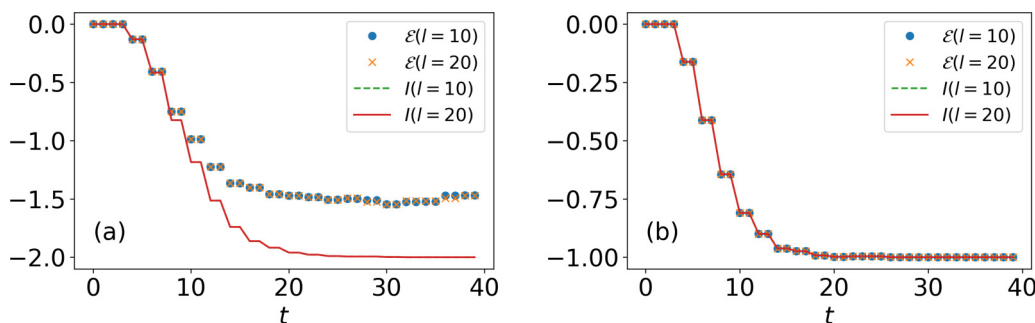 0.0
−0.5
−1.0
−1.5
−2.0
0
10
20
30
40
t
(a)
ℰ(l = 10)
ℰ(l = 20)
I(l = 10)
I(l = 20)
0.00
−0.25
−0.50
−0.75
−1.00
0
10
20
30
40
t
(b)
ℰ(l = 10)
ℰ(l = 20)
I(l = 10)
I(l = 20)